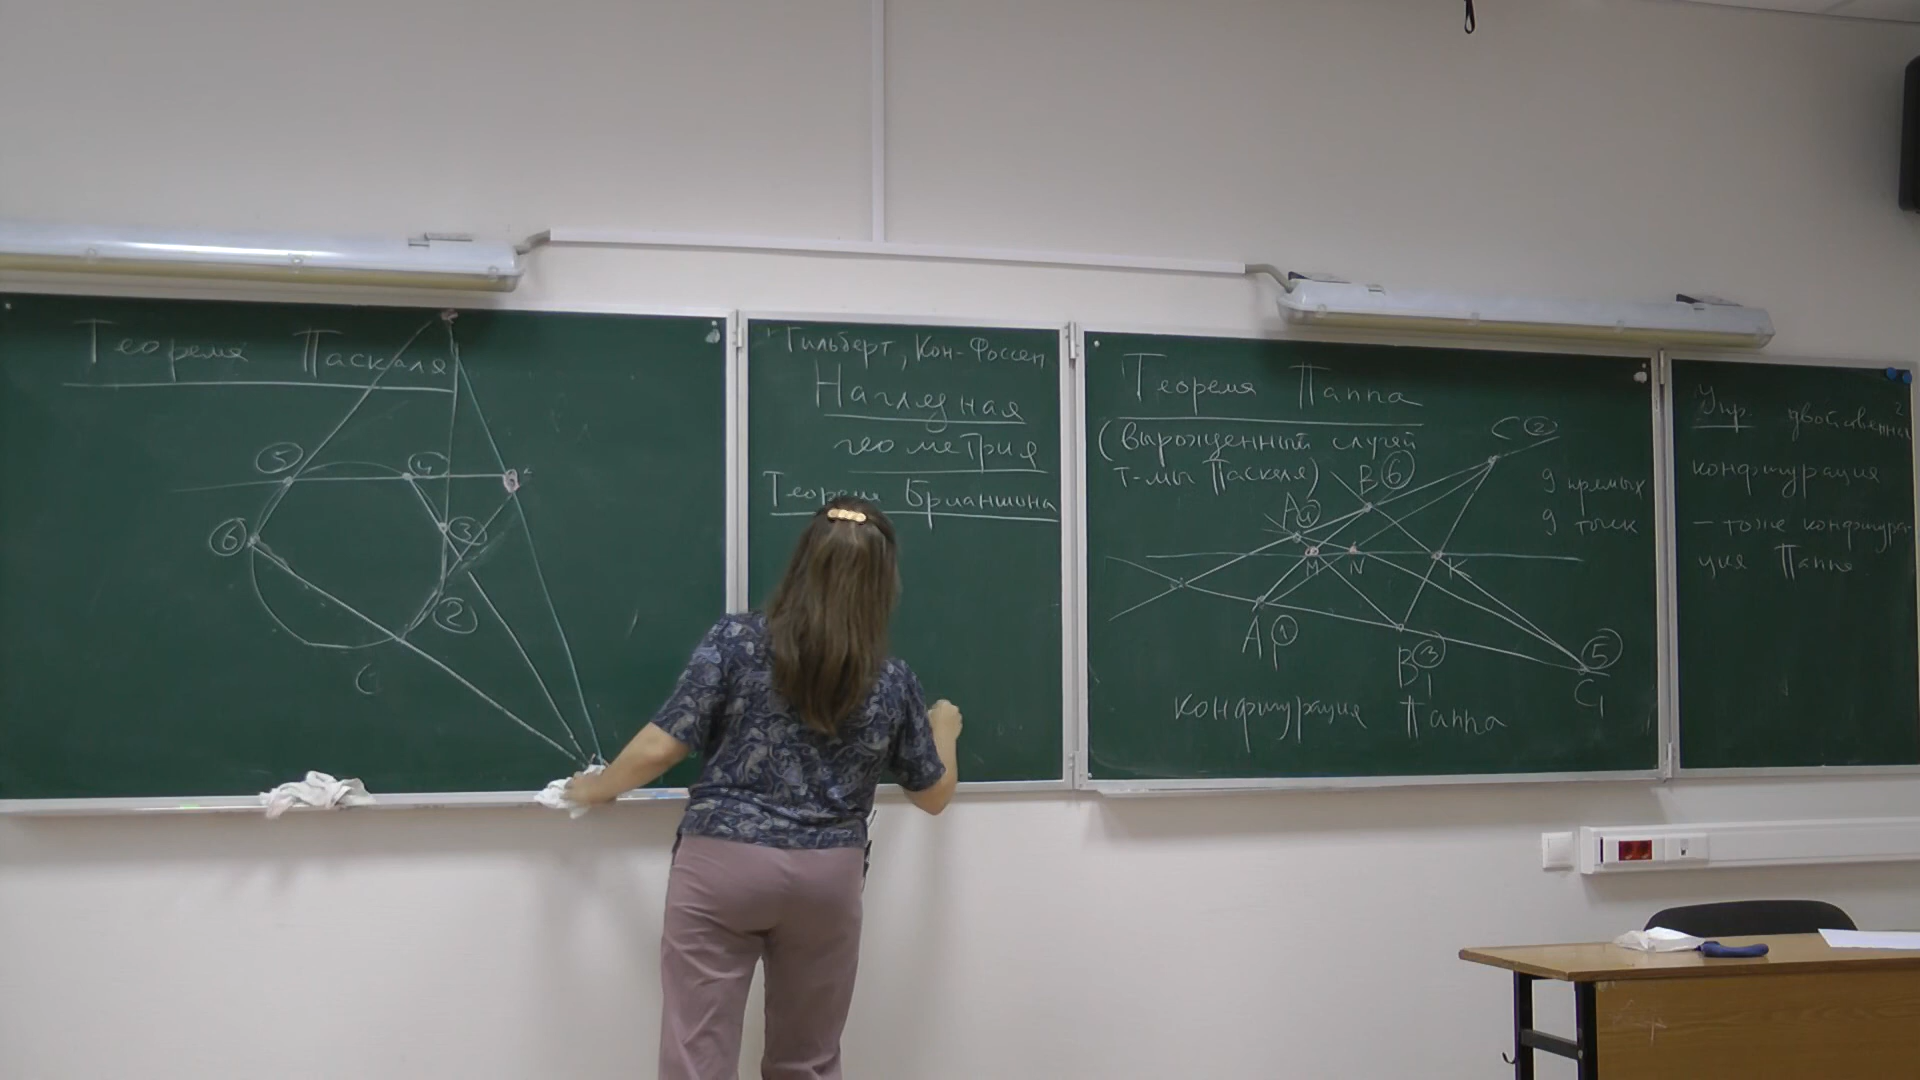 Теорема Паскаля
5
4
6
3
2
Гильберт, Кон-Фоссен
Наглядная
геометрия
Теорема Брианшона
Теорема Паппа
(вырожденный случай
т-мы Паскаля)
C 2
B 6
A 4
9 прямых
9 точек
M N K
A1 1
B1 3
C1 5
конфигурация Паппа
Упр. двойственная
конфигурация
– тоже конфигура-
ция Паппа